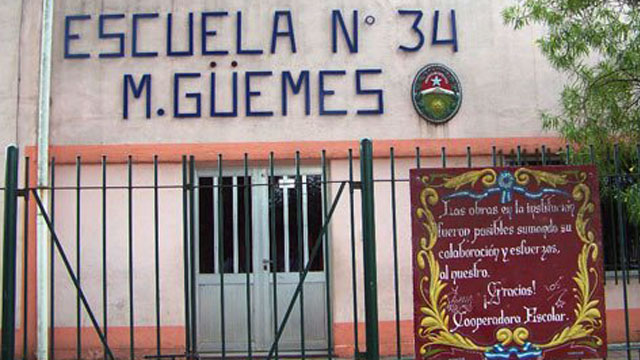 ESCUELA N° 34
M. GÜEMES
Las obras en la institución
fueron posibles sumando su
colaboración y esfuerzos,
al nuestro.
¡Gracias!
Cooperadora Escolar.